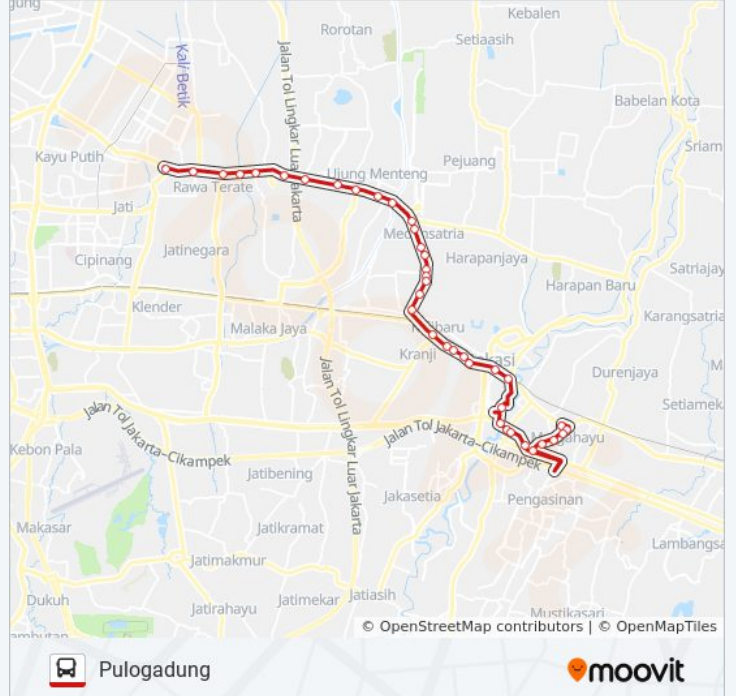 gung
Kebalen
Rorotan
Setiaasih
Kali Betik
Jalan Tol Lingkar Luar Jakarta
Babelan Kota
Sriam
Kayu Putih
Ujung Menteng
Pejuang
Rawa Terate
Jati
Medansatria
Jatinegara
Cipinang
Harapanjaya
Satriajay
Harapan Baru
Klender
Karangsatria
Malaka Jaya
Kranji
Durenjaya
Jalan Tol Lingkar Luar Jakarta
Setiamek
Jalan Tol Jakarta-Cikampek
Jalan Tol Jakarta-Cikampek
Kebon Pala
Jatibening
Jakasetia
Pengasinan
Makasar
Jatikramat
Lambangsa
Jatimakmur
Dukuh
Jatirahayu
Jatimekar
Jatiasih
Mustikasari
© OpenStreetMap contributors | © OpenMapTiles
Pulogadung
moovit